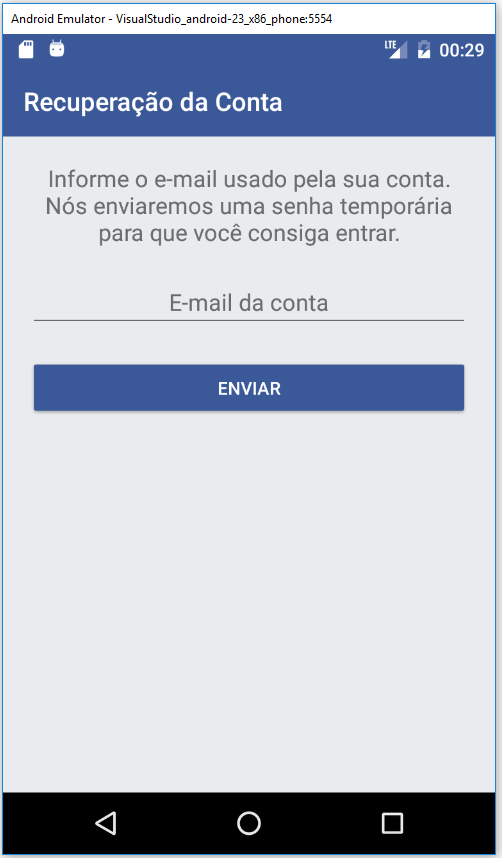 Android Emulator - VisualStudio_android-23_x86_phone:5554
LTE 00:29
Recuperação da Conta
Informe o e-mail usado pela sua conta.
Nós enviaremos uma senha temporária
para que você consiga entrar.
E-mail da conta
ENVIAR